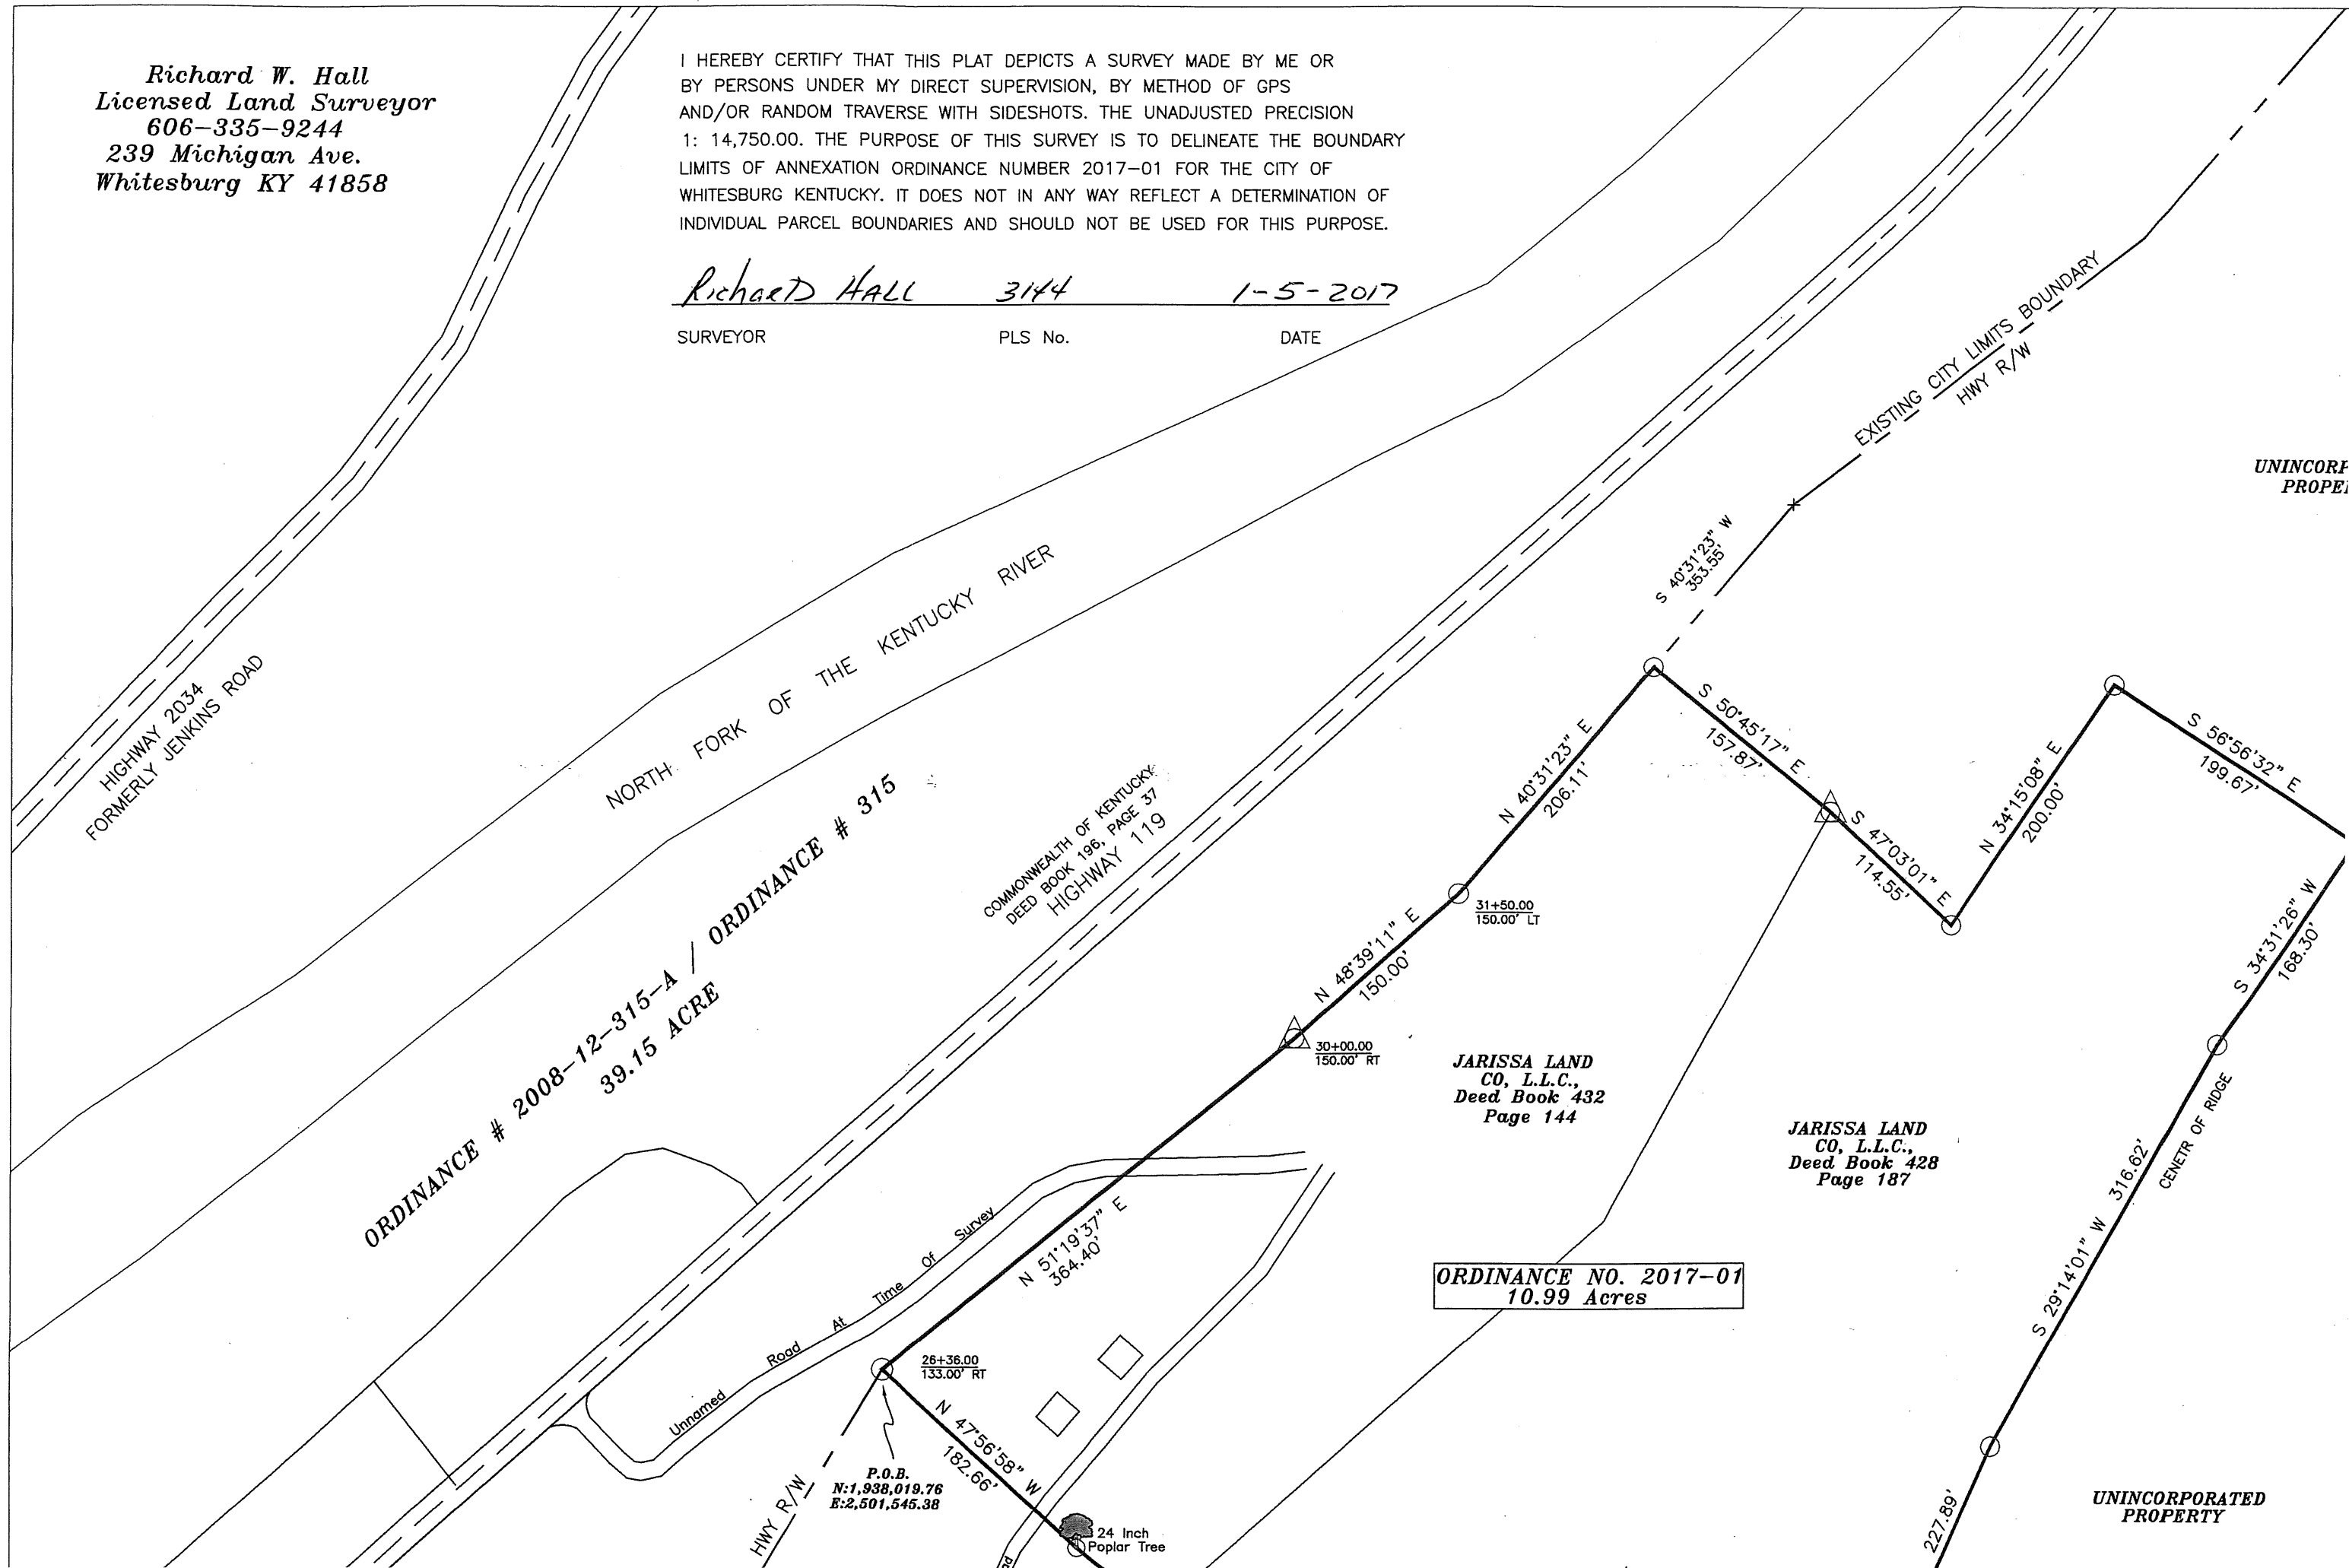 Richard W. Hall
Licensed Land Surveyor
606-335-9244
239 Michigan Ave.
Whitesburg KY 41858
I HEREBY CERTIFY THAT THIS PLAT DEPICTS A SURVEY MADE BY ME OR
BY PERSONS UNDER MY DIRECT SUPERVISION, BY METHOD OF GPS
AND/OR RANDOM TRAVERSE WITH SIDESHOTS. THE UNADJUSTED PRECISION
1: 14,750.00. THE PURPOSE OF THIS SURVEY IS TO DELINEATE THE BOUNDARY
LIMITS OF ANNEXATION ORDINANCE NUMBER 2017-01 FOR THE CITY OF
WHITESBURG KENTUCKY. IT DOES NOT IN ANY WAY REFLECT A DETERMINATION OF
INDIVIDUAL PARCEL BOUNDARIES AND SHOULD NOT BE USED FOR THIS PURPOSE.
RicharD HALL 3144 1-5-2017
SURVEYOR PLS No. DATE
EXISTING CITY LIMITS BOUNDARY
HWY R/W
UNINCORP
PROPE
S 40°31'23" W
353.55'
HIGHWAY 2034
FORMERLY JENKINS ROAD
NORTH FORK OF THE KENTUCKY RIVER
COMMONWEALTH OF KENTUCKY
DEED BOOK 196, PAGE 37
HIGHWAY 119
ORDINANCE # 2008-12-315-A / ORDINANCE # 315
39.15 ACRE
S 50°45'17" E
157.87'
S 47°03'01" E
114.55'
N 34°15'08" E
200.00'
S 56°56'32" E
199.67'
N 40°31'23" E
206.11'
31+50.00
150.00' LT
N 48°39'11" E
150.00'
30+00.00
150.00' RT
S 34°31'26" W
168.30'
JARISSA LAND
CO, L.L.C.,
Deed Book 432
Page 144
JARISSA LAND
CO, L.L.C.,
Deed Book 428
Page 187
CENETR OF RIDGE
S 29°14'01" W 316.62'
N 51°19'37" E
364.40'
ORDINANCE NO. 2017-01
10.99 Acres
Unnamed Road At Time Of Survey
26+36.00
133.00' RT
N 47°56'58" W
182.66'
P.O.B.
N:1,938,019.76
E:2,501,545.38
HWY R/W
24 Inch
Poplar Tree
227.89'
UNINCORPORATED
PROPERTY